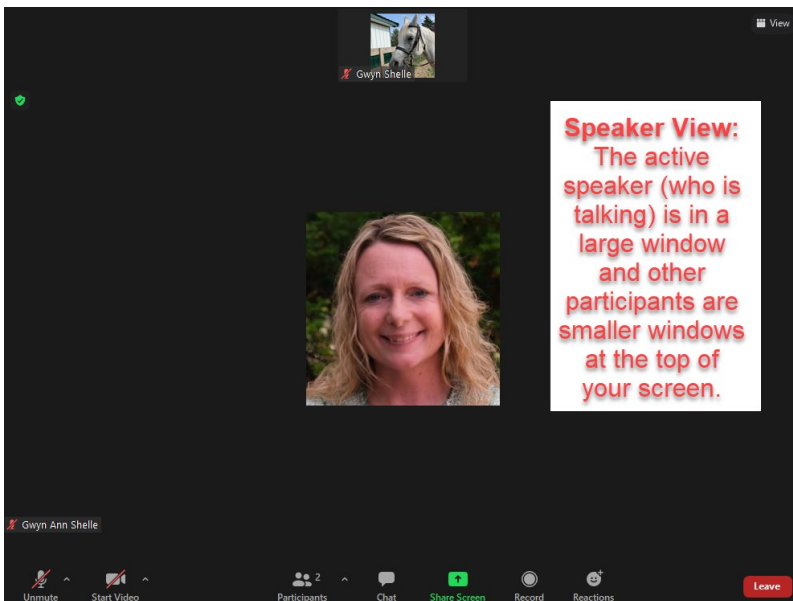 View
Gwyn Shelle
Speaker View:
The active
speaker (who is
talking) is in a
large window
and other
participants are
smaller windows
at the top of
your screen.
Gwyn Ann Shelle
2
Unmute
Start Video
Participants
Chat
Share Screen
Record
Reactions
Leave